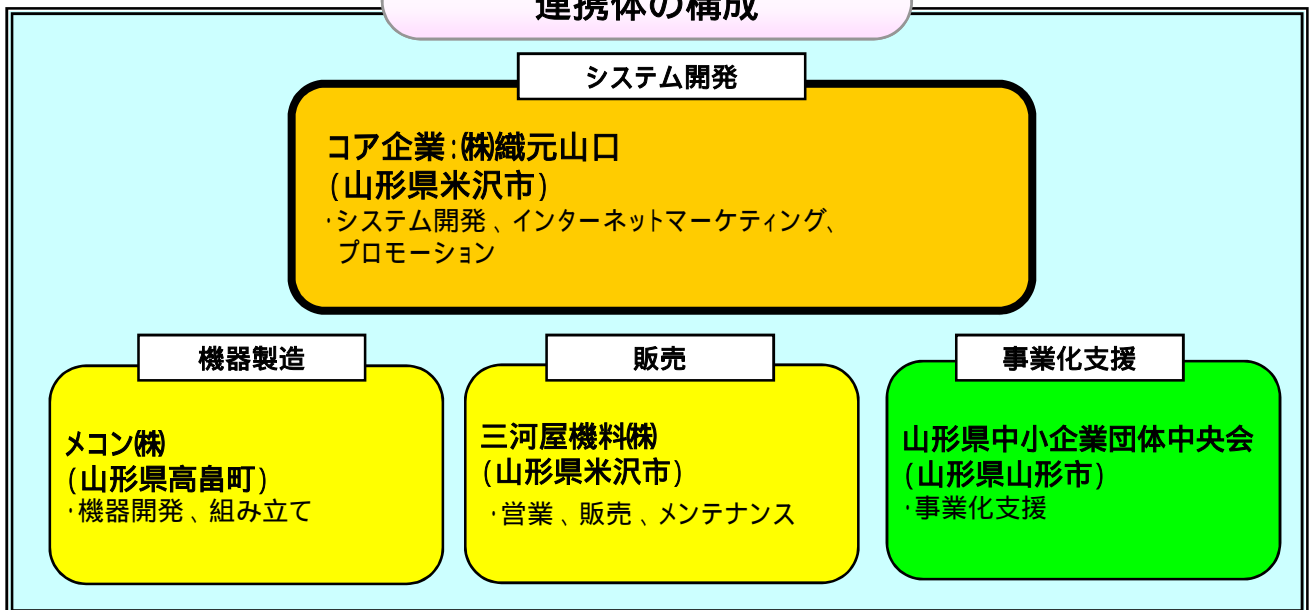 連携体の構成
システム開発
コア企業:㈱織元山口
(山形県米沢市)
・システム開発、インターネットマーケティング、
プロモーション
機器製造
メコン㈱
(山形県高畠町)
・機器開発、組み立て
販売
三河屋機料㈱
(山形県米沢市)
・営業、販売、メンテナンス
事業化支援
山形県中小企業団体中央会
(山形県山形市)
・事業化支援